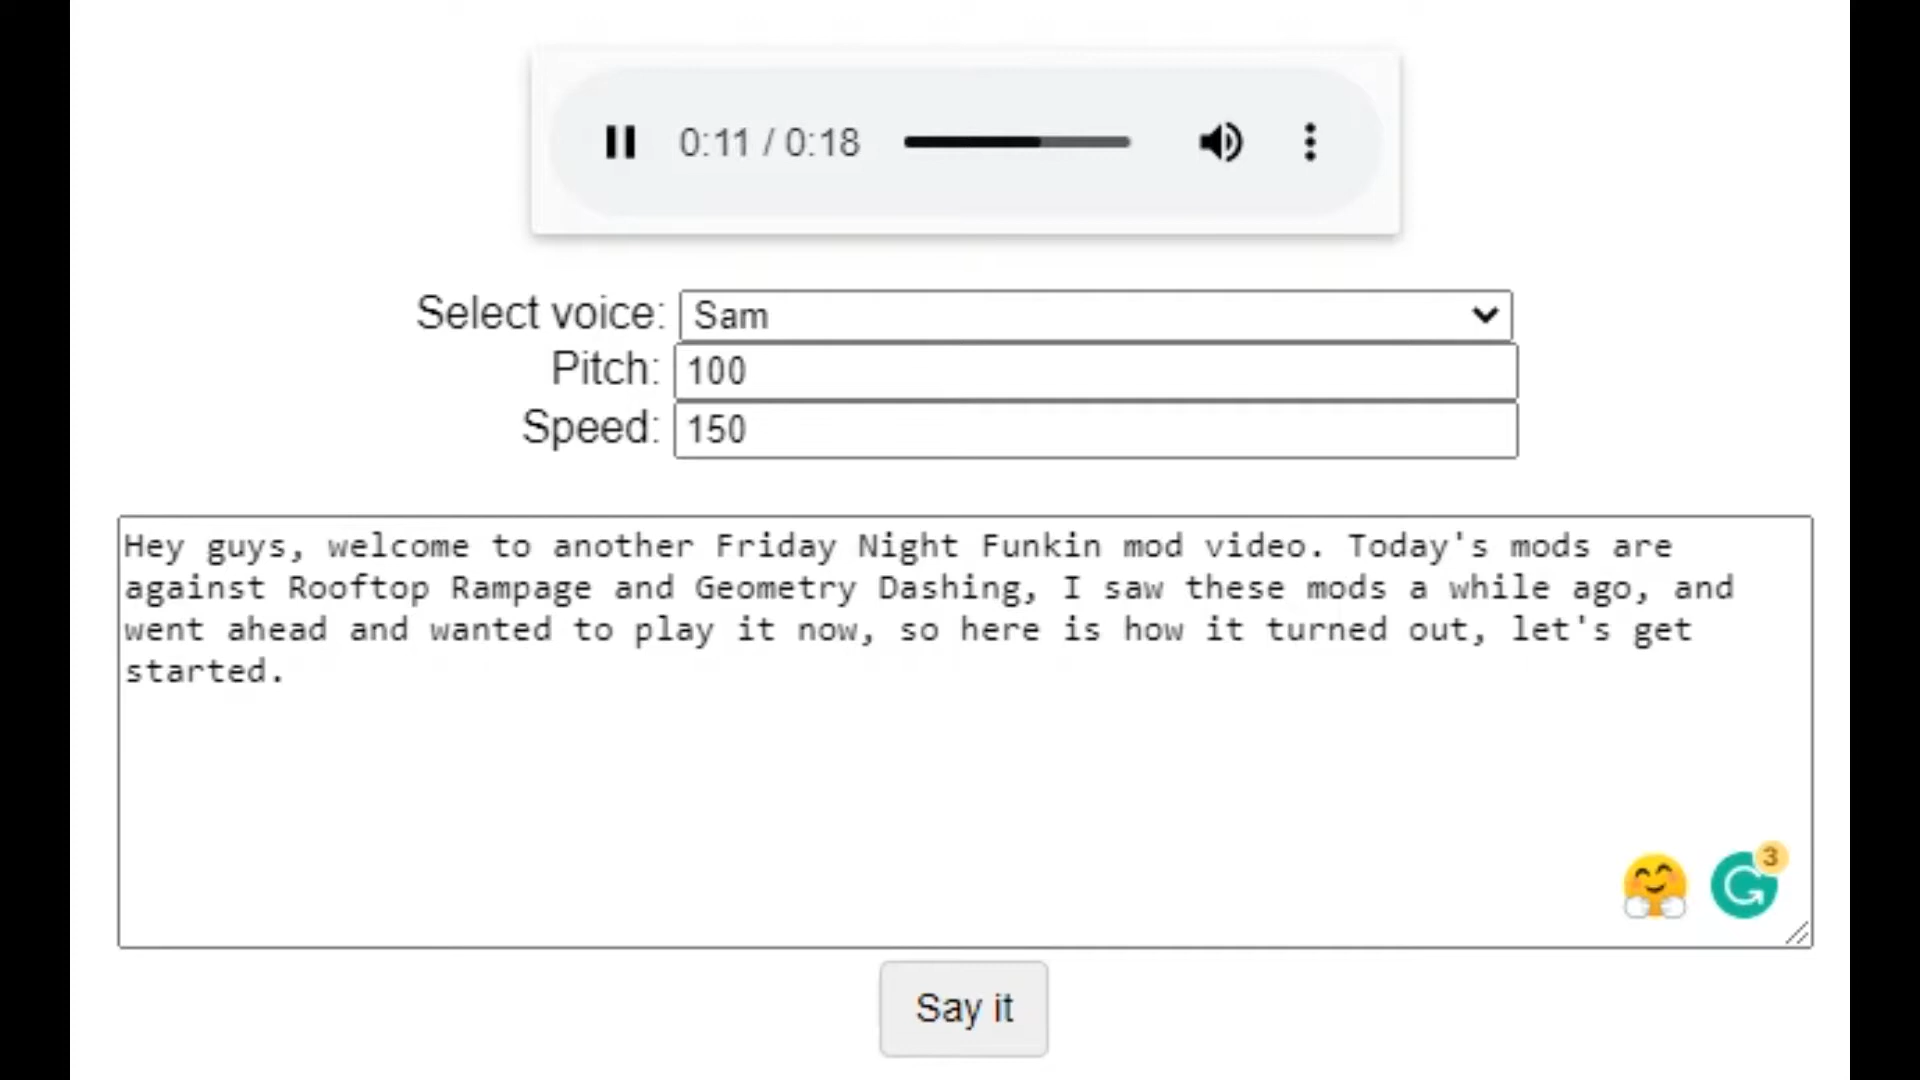 0:11 / 0:18
Select voice: Sam
Pitch: 100
Speed: 150
Hey guys, welcome to another Friday Night Funkin mod video. Today's mods are
against Rooftop Rampage and Geometry Dashing, I saw these mods a while ago, and
went ahead and wanted to play it now, so here is how it turned out, let's get
started.
3
Say it